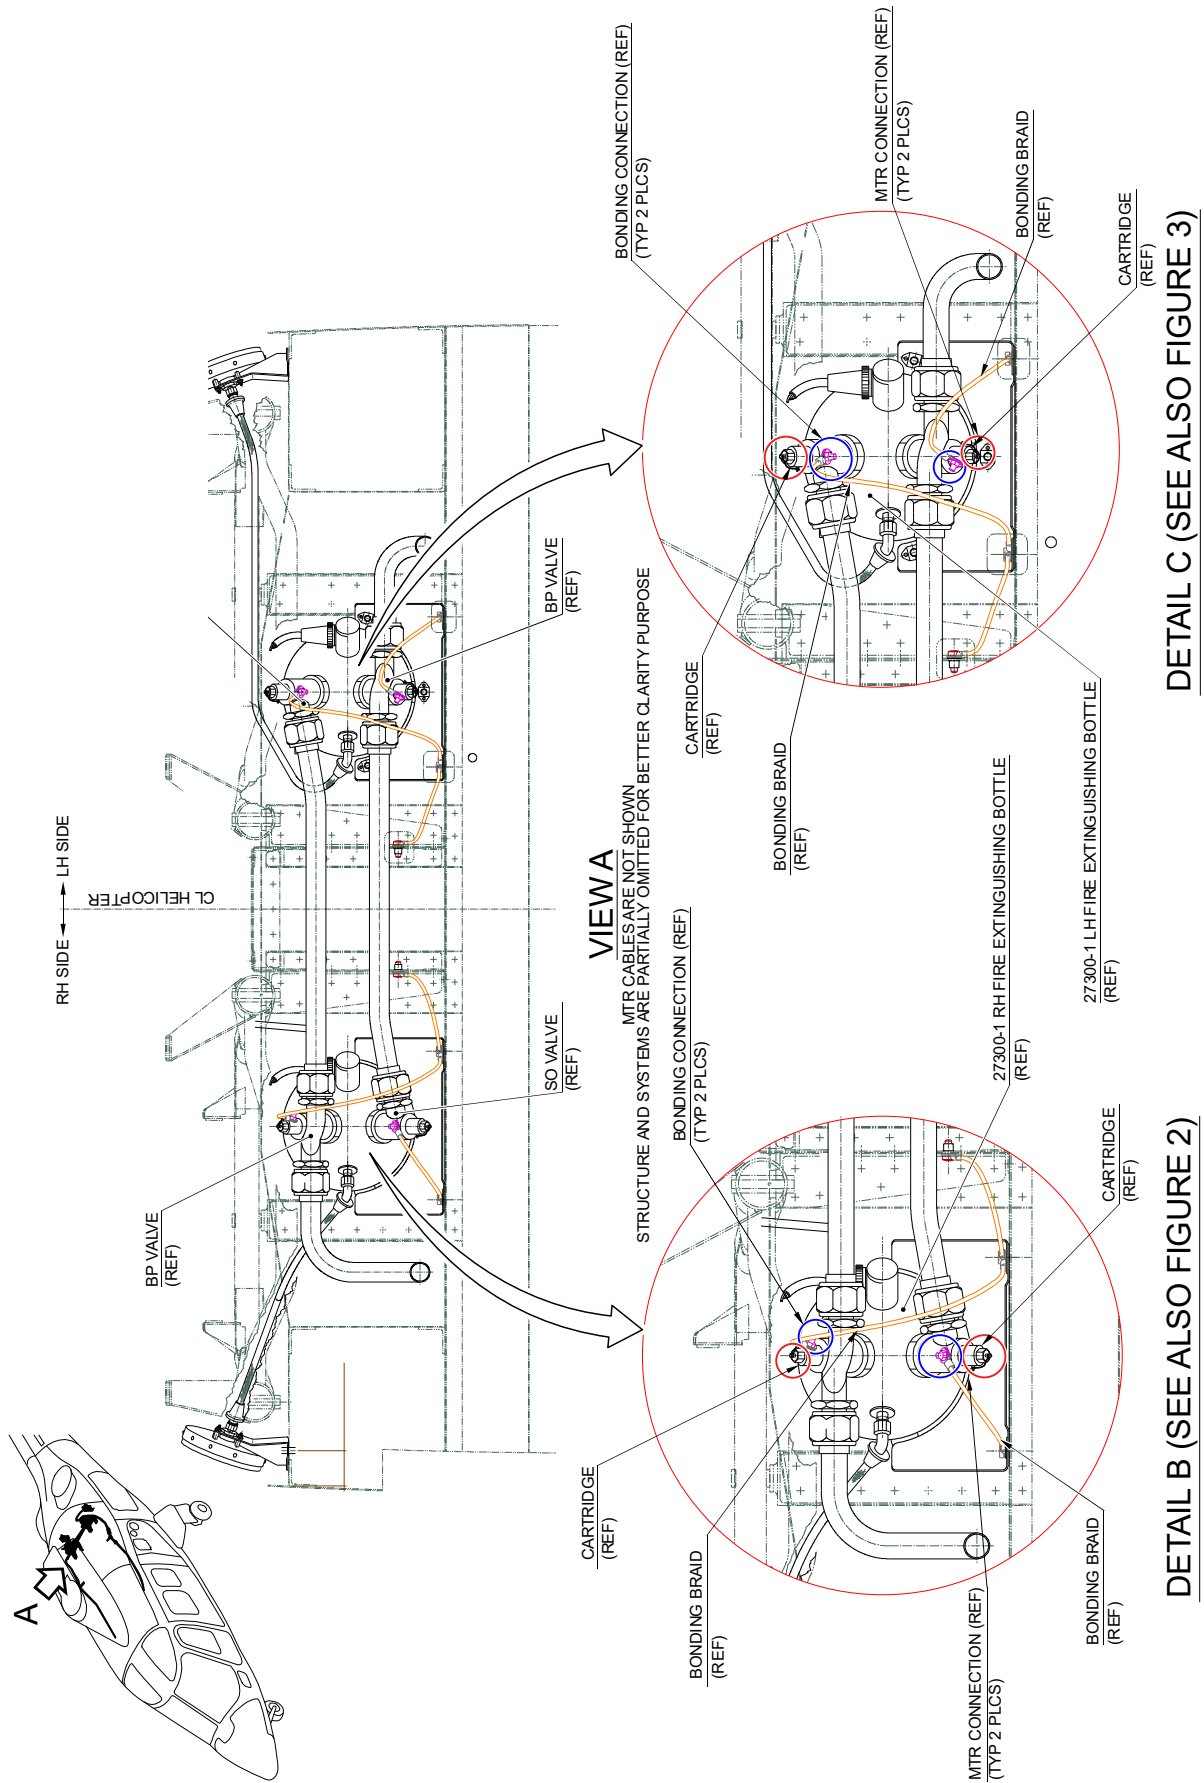 A
RH SIDE
LH SIDE
CL HELICOPTER
BP VALVE
(REF)
SO VALVE
(REF)
BP VALVE
(REF)
VIEW A
MTR CABLES ARE NOT SHOWN
STRUCTURE AND SYSTEMS ARE PARTIALLY OMITTED FOR BETTER CLARITY PURPOSE
CARTRIDGE
(REF)
BONDING BRAID
(REF)
MTR CONNECTION (REF)
(TYP 2 PLCS)
BONDING BRAID
(REF)
CARTRIDGE
(REF)
BONDING CONNECTION (REF)
(TYP 2 PLCS)
27300-1 RH FIRE EXTINGUISHING BOTTLE
(REF)
DETAIL B (SEE ALSO FIGURE 2)
CARTRIDGE
(REF)
BONDING BRAID
(REF)
27300-1 LH FIRE EXTINGUISHING BOTTLE
(REF)
BONDING CONNECTION (REF)
(TYP 2 PLCS)
MTR CONNECTION (REF)
(TYP 2 PLCS)
BONDING BRAID
(REF)
CARTRIDGE
(REF)
DETAIL C (SEE ALSO FIGURE 3)